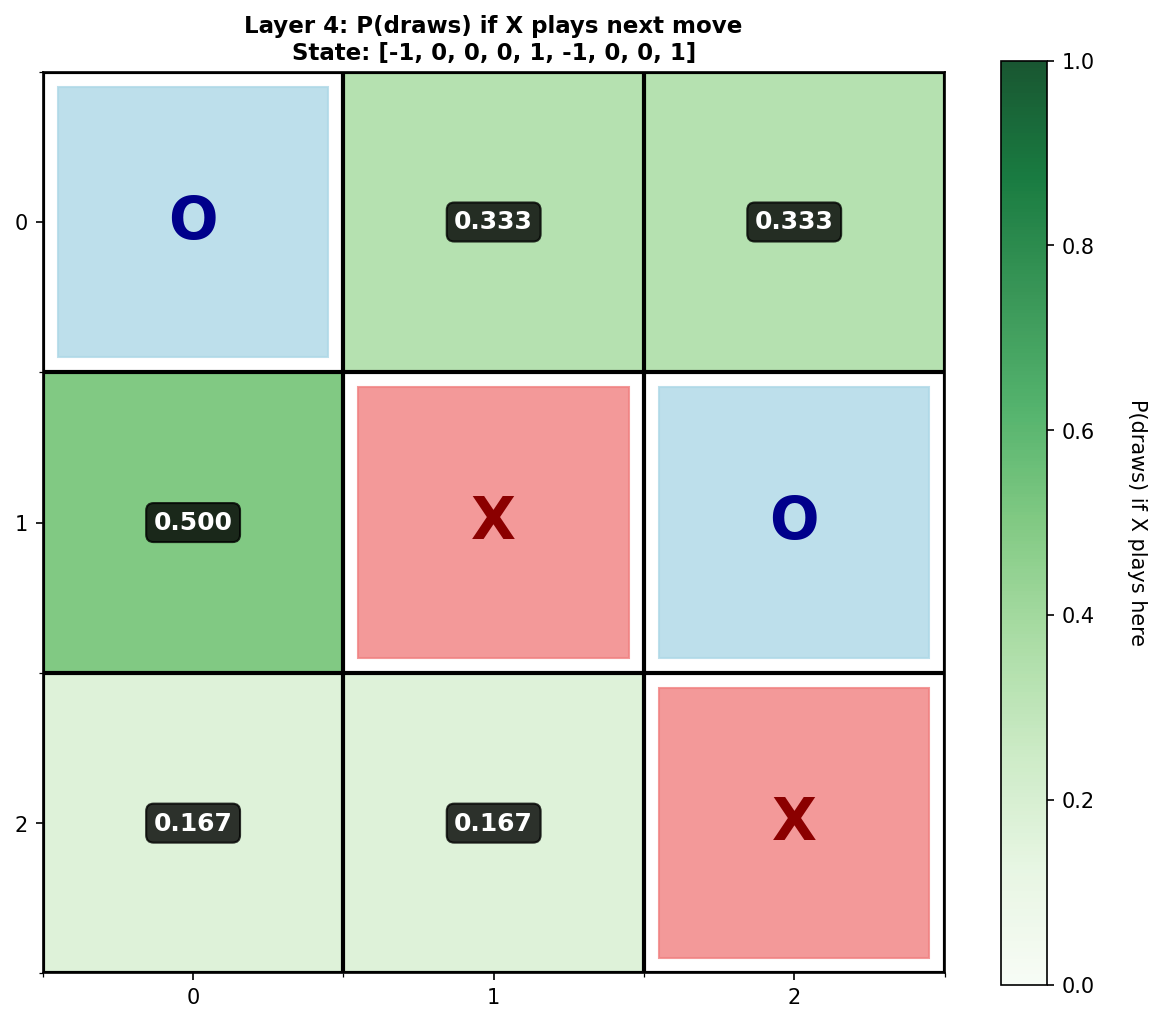 Layer 4: P(draws) if X plays next move
State: [-1, 0, 0, 0, 1, -1, 0, 0, 1]
O
0.333
0.333
0.500
X
O
0.167
0.167
X
0
1
2
0
1
2
1.0
0.8
0.6
0.4
0.2
0.0
P(draws) if X plays here